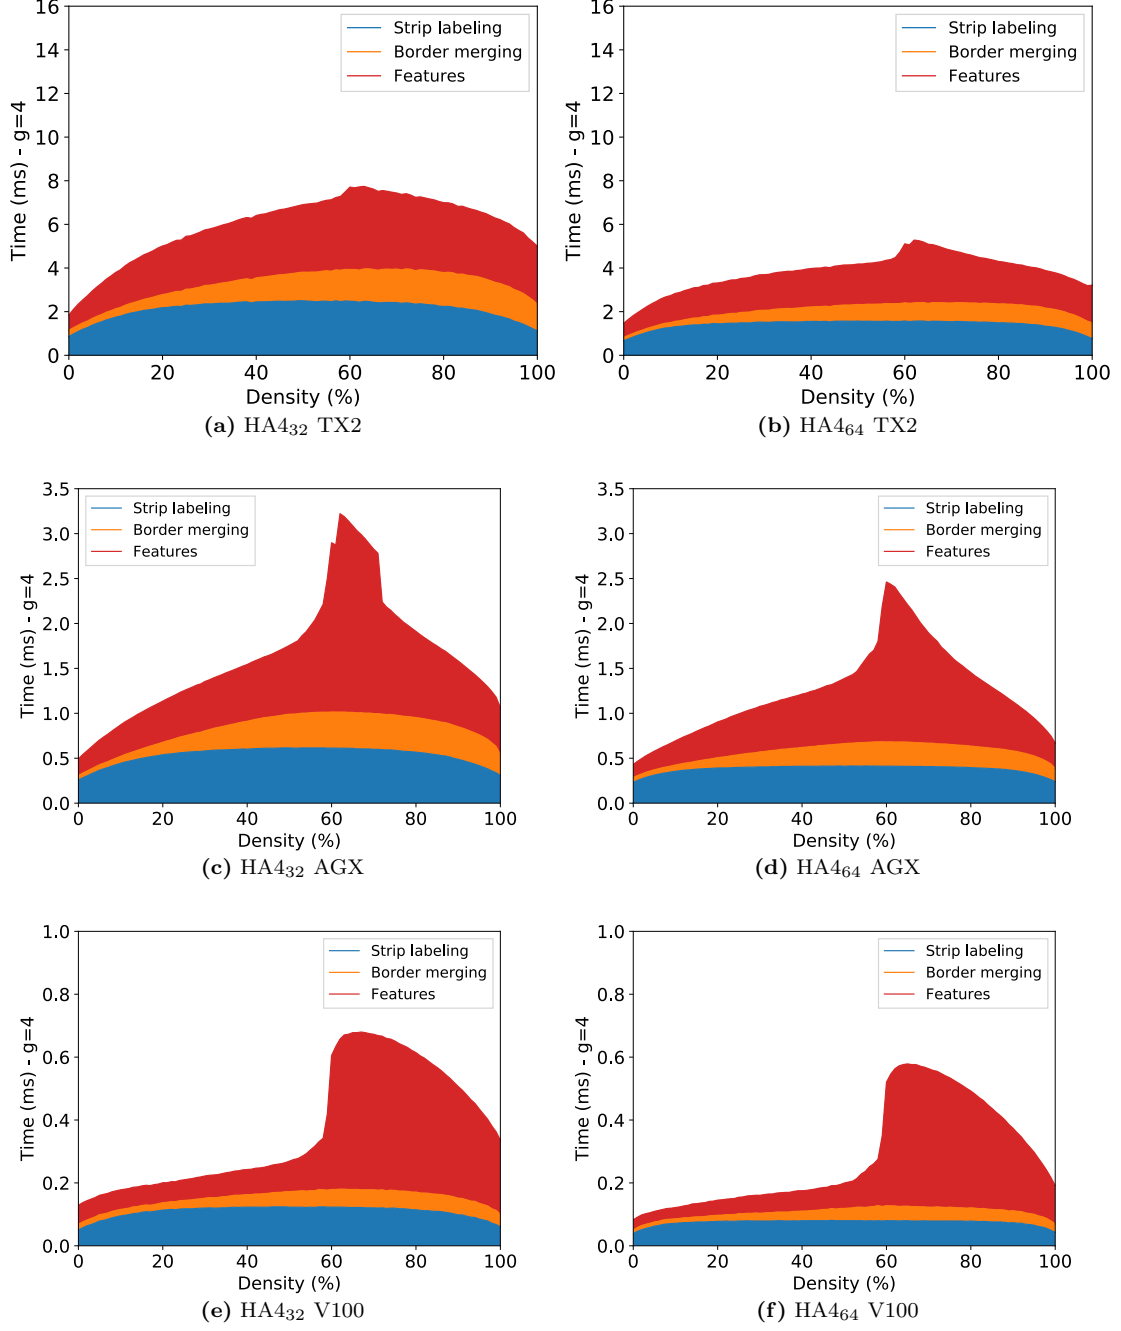 16
14
12
10
8
6
4
2
0
Time (ms) - g=4
Strip labeling
Border merging
Features
0 20 40 60 80 100
Density (%)
(a) HA4₃₂ TX2
16
14
12
10
8
6
4
2
0
Time (ms) - g=4
Strip labeling
Border merging
Features
0 20 40 60 80 100
Density (%)
(b) HA4₆₄ TX2
3.5
3.0
2.5
2.0
1.5
1.0
0.5
0.0
Time (ms) - g=4
Strip labeling
Border merging
Features
0 20 40 60 80 100
Density (%)
(c) HA4₃₂ AGX
3.5
3.0
2.5
2.0
1.5
1.0
0.5
0.0
Time (ms) - g=4
Strip labeling
Border merging
Features
0 20 40 60 80 100
Density (%)
(d) HA4₆₄ AGX
1.0
0.8
0.6
0.4
0.2
0.0
Time (ms) - g=4
Strip labeling
Border merging
Features
0 20 40 60 80 100
Density (%)
(e) HA4₃₂ V100
1.0
0.8
0.6
0.4
0.2
0.0
Time (ms) - g=4
Strip labeling
Border merging
Features
0 20 40 60 80 100
Density (%)
(f) HA4₆₄ V100